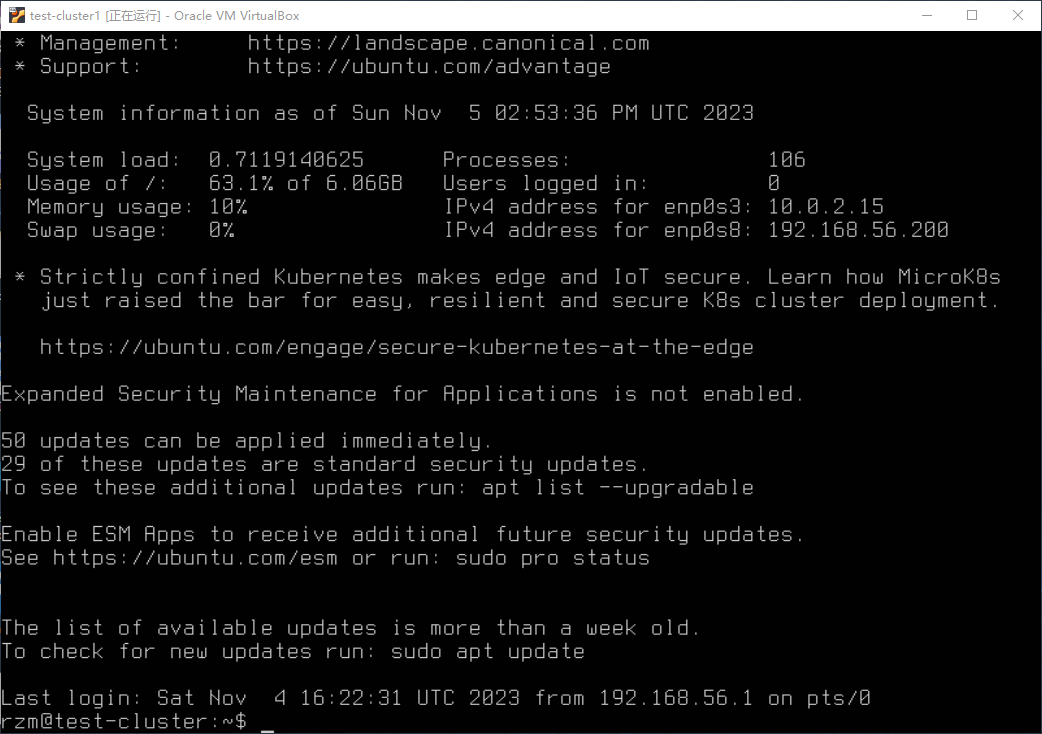 test-cluster1 [正在运行] - Oracle VM VirtualBox
* Management: https://landscape.canonical.com
* Support: https://ubuntu.com/advantage
System information as of Sun Nov  5 02:53:36 PM UTC 2023
System load: 0.7119140625 Processes: 106
Usage of /: 63.1% of 6.06GB Users logged in: 0
Memory usage: 10% IPv4 address for enp0s3: 10.0.2.15
Swap usage: 0% IPv4 address for enp0s8: 192.168.56.200
* Strictly confined Kubernetes makes edge and IoT secure. Learn how MicroK8s
just raised the bar for easy, resilient and secure K8s cluster deployment.
https://ubuntu.com/engage/secure-kubernetes-at-the-edge
Expanded Security Maintenance for Applications is not enabled.
50 updates can be applied immediately.
29 of these updates are standard security updates.
To see these additional updates run: apt list --upgradable
Enable ESM Apps to receive additional future security updates.
See https://ubuntu.com/esm or run: sudo pro status
The list of available updates is more than a week old.
To check for new updates run: sudo apt update
Last login: Sat Nov  4 16:22:31 UTC 2023 from 192.168.56.1 on pts/0
rzm@test-cluster:~$ _